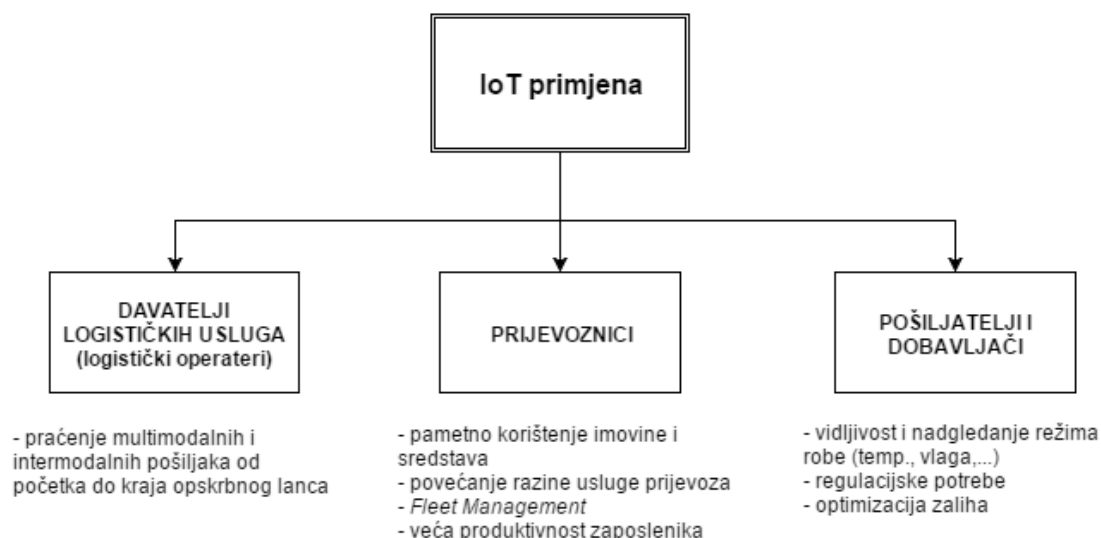 IoT primjena
DAVATELJI
LOGISTIČKIH USLUGA
(logistički operateri)
PRIJEVOZNICI
POŠILJATELJI I
DOBAVLJAČI
- praćenje multimodalnih i
intermodalnih pošiljaka od
početka do kraja opskrbnog lanca
- pametno korištenje imovine i
sredstava
- povećanje razine usluge prijevoza
- Fleet Management
- veća produktivnost zaposlenika
- vidljivost i nadgledanje režima
robe (temp., vlaga,...)
- regulacijske potrebe
- optimizacija zaliha